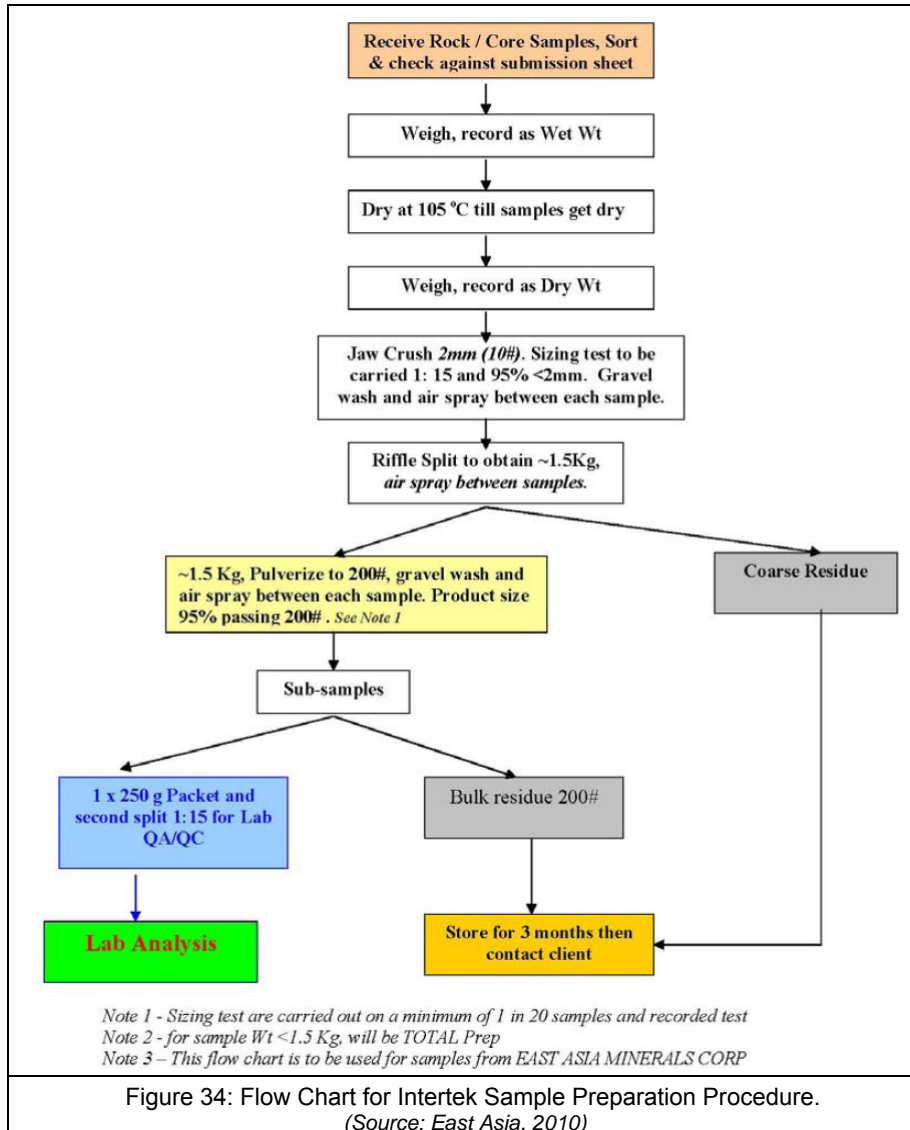 Receive Rock / Core Samples, Sort
& check against submission sheet
Weigh, record as Wet Wt
Dry at 105 °C till samples get dry
Weigh, record as Dry Wt
Jaw Crush 2mm (10#). Sizing test to be
carried 1: 15 and 95% <2mm. Gravel
wash and air spray between each sample.
Riffle Split to obtain ~1.5Kg,
air spray between samples.
~1.5 Kg, Pulverize to 200#, gravel wash and
air spray between each sample. Product size
95% passing 200# . See Note 1
Coarse Residue
Sub-samples
1 x 250 g Packet and
second split 1:15 for Lab
QA/QC
Bulk residue 200#
Lab Analysis
Store for 3 months then
contact client
Note 1 - Sizing test are carried out on a minimum of 1 in 20 samples and recorded test
Note 2 - for sample Wt <1.5 Kg, will be TOTAL Prep
Note 3 – This flow chart is to be used for samples from EAST ASIA MINERALS CORP
Figure 34: Flow Chart for Intertek Sample Preparation Procedure.
(Source: East Asia, 2010)